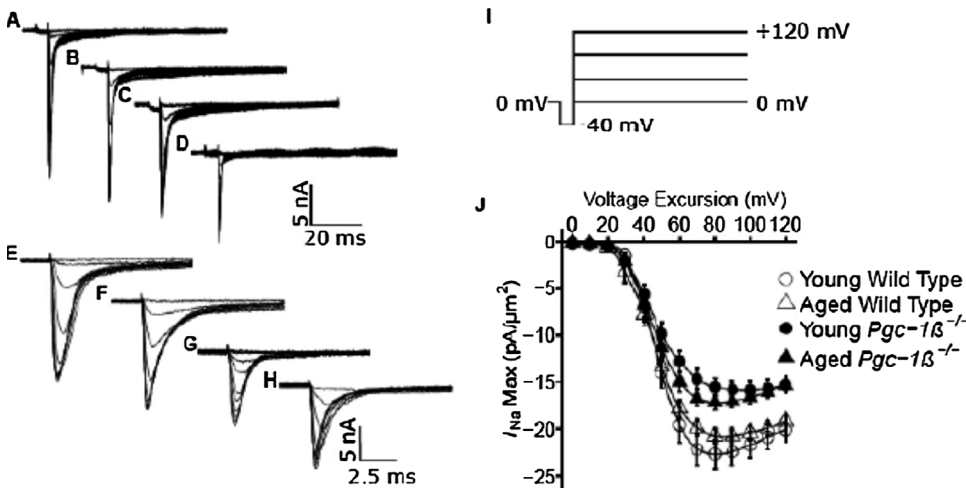 A
B
C
D
5 nA
20 ms
E
F
G
H
5 nA
2.5 ms
I
+120 mV
0 mV
0 mV
-40 mV
J
Voltage Excursion (mV)
0 20 40 60 80 100 120
0
−5
−10
−15
−20
−25
INa Max (pA/µm²)
Young Wild Type
Aged Wild Type
Young Pgc−1ß−/−
Aged Pgc−1ß−/−